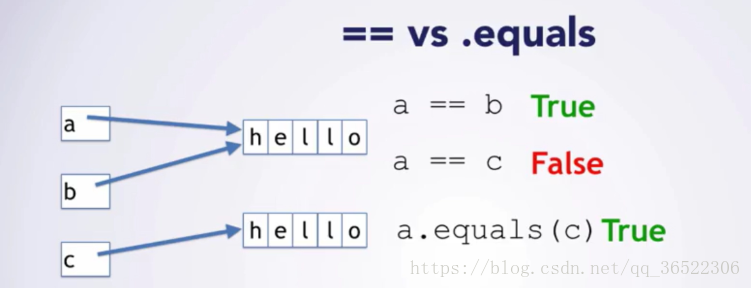 == vs .equals
a
b
c
h e l l o
h e l l o
a == b True
a == c False
a.equals(c) True
https://blog.csdn.net/qq_36522306